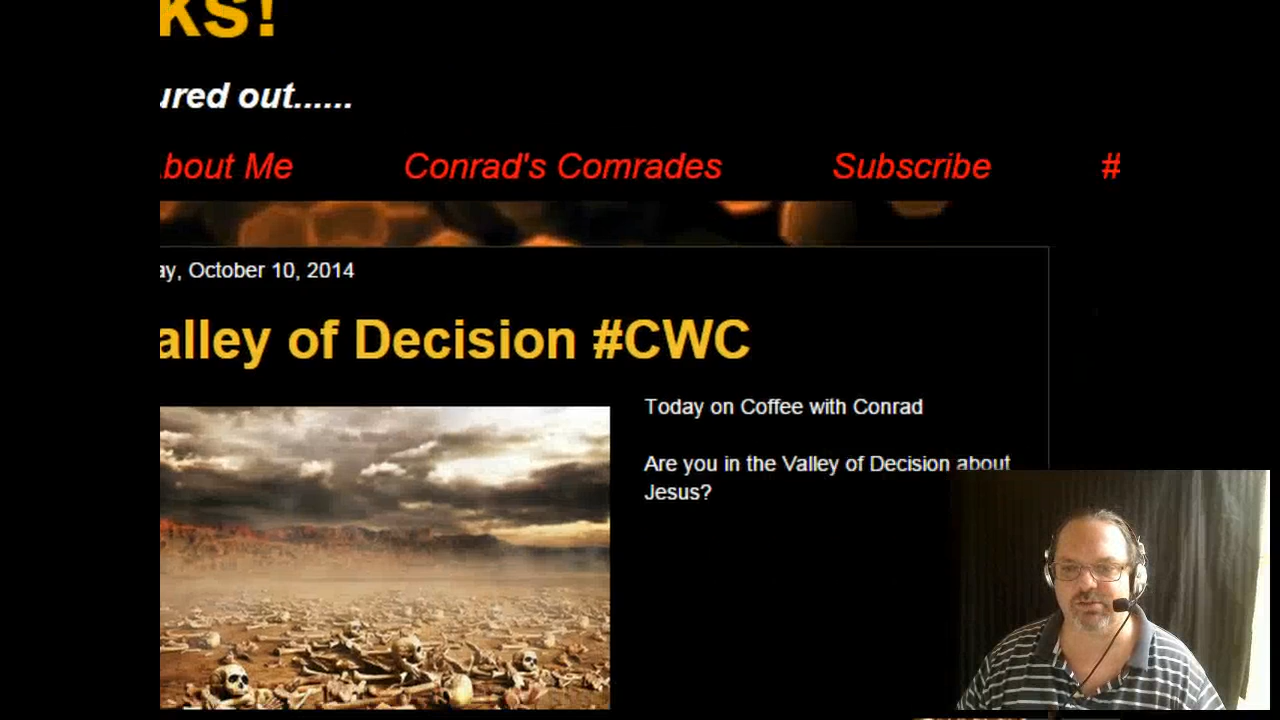 ks!
ured out......
About Me Conrad's Comrades Subscribe #
ay, October 10, 2014
alley of Decision #CWC
Today on Coffee with Conrad
Are you in the Valley of Decision about
Jesus?